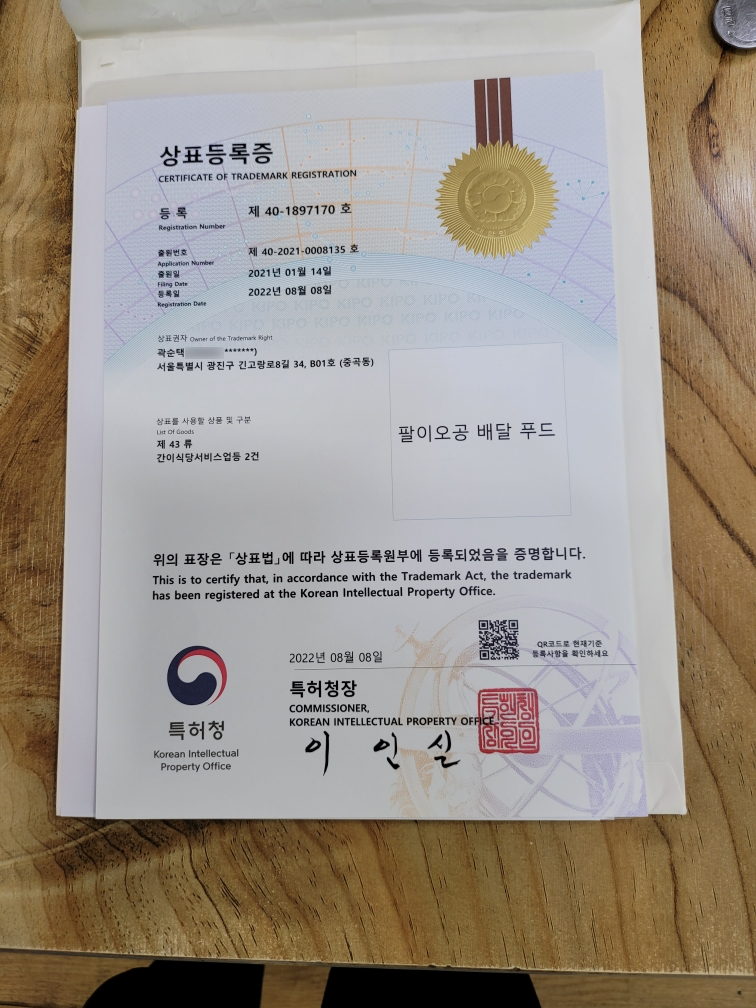 상표등록증
CERTIFICATE OF TRADEMARK REGISTRATION
등 록 제 40-1897170 호
Registration Number
출원번호 제 40-2021-0008135 호
Application Number
출원일 2021년 01월 14일
Filing Date
등록일 2022년 08월 08일
Registration Date
KIPO KIPO KIPO KIPO KIPO
상표권자 Owner of the Trademark Right
곽순택 *******)
서울특별시 광진구 긴고랑로8길 34, B01호 (중곡동)
상표를 사용할 상품 및 구분
List Of Goods
제 43 류
간이식당서비스업등 2건
팔이오공 배달 푸드
위의 표장은 「상표법」에 따라 상표등록원부에 등록되었음을 증명합니다.
This is to certify that, in accordance with the Trademark Act, the trademark
has been registered at the Korean Intellectual Property Office.
QR코드로 현재기준
등록사항을 확인하세요
2022년 08월 08일
특허청장
COMMISSIONER,
KOREAN INTELLECTUAL PROPERTY OFFICE
이 인 실
특허청
Korean Intellectual
Property Office